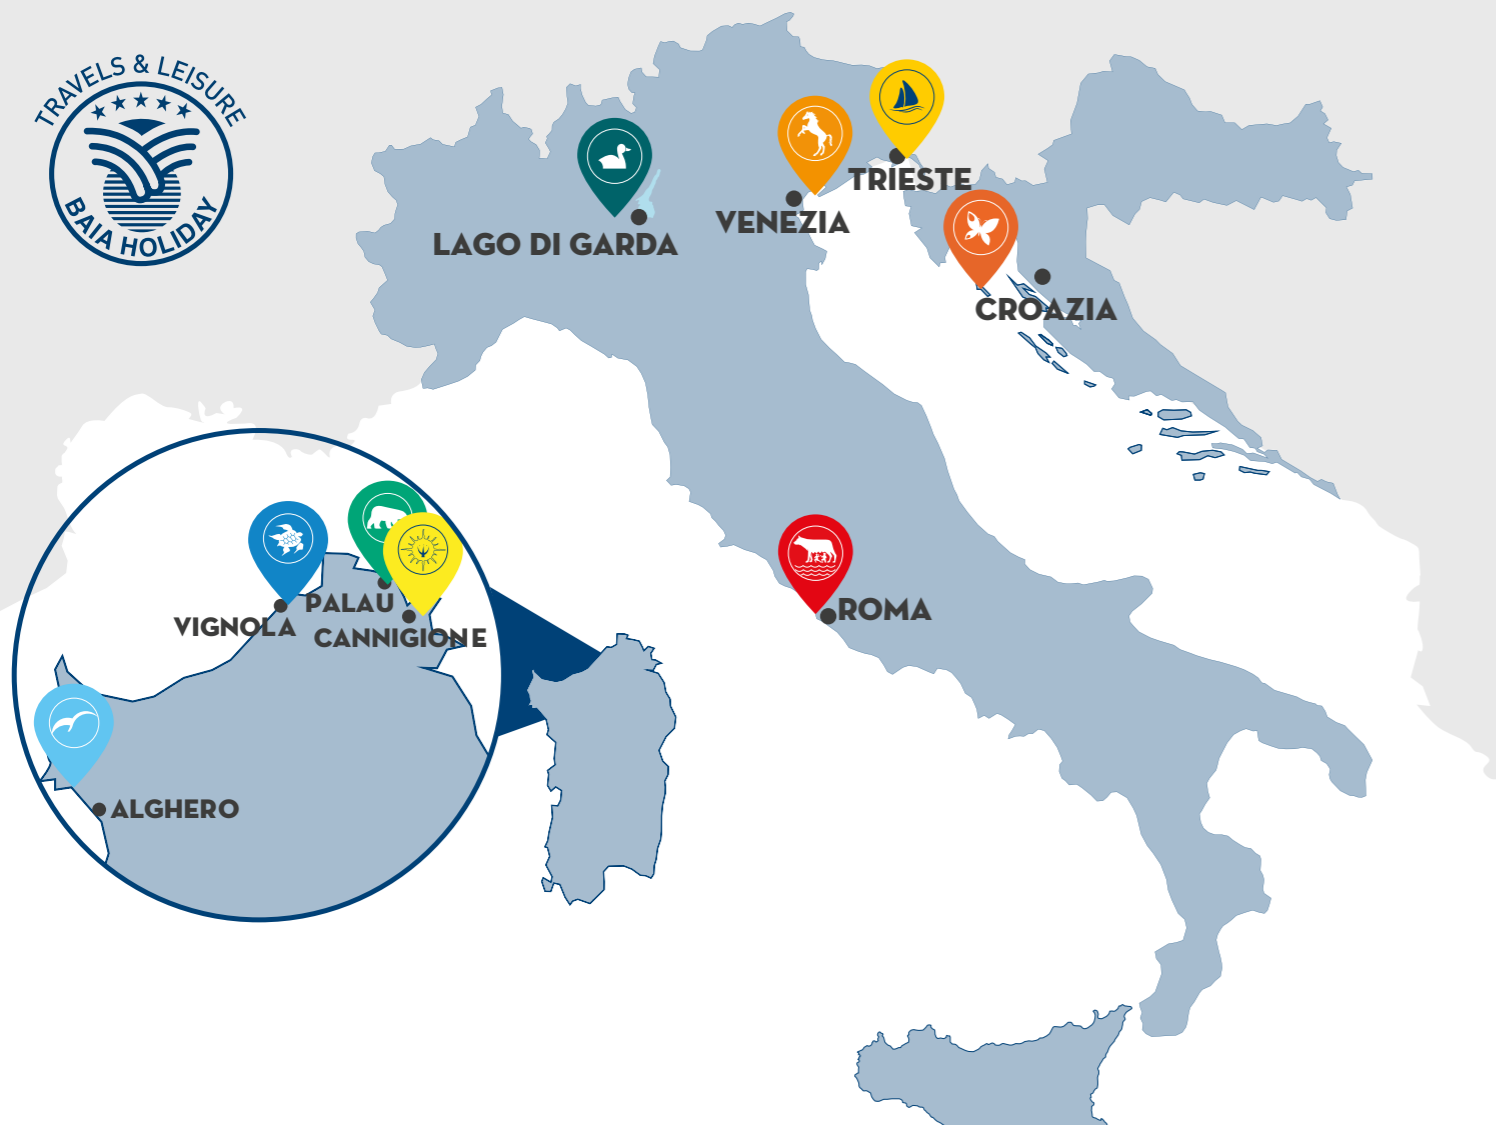 TRAVELS & LEISURE
BAIA HOLIDAY
TRIESTE
VENEZIA
LAGO DI GARDA
CROAZIA
PALAU
ROMA
VIGNOLA
CANNIGIONE
ALGHERO